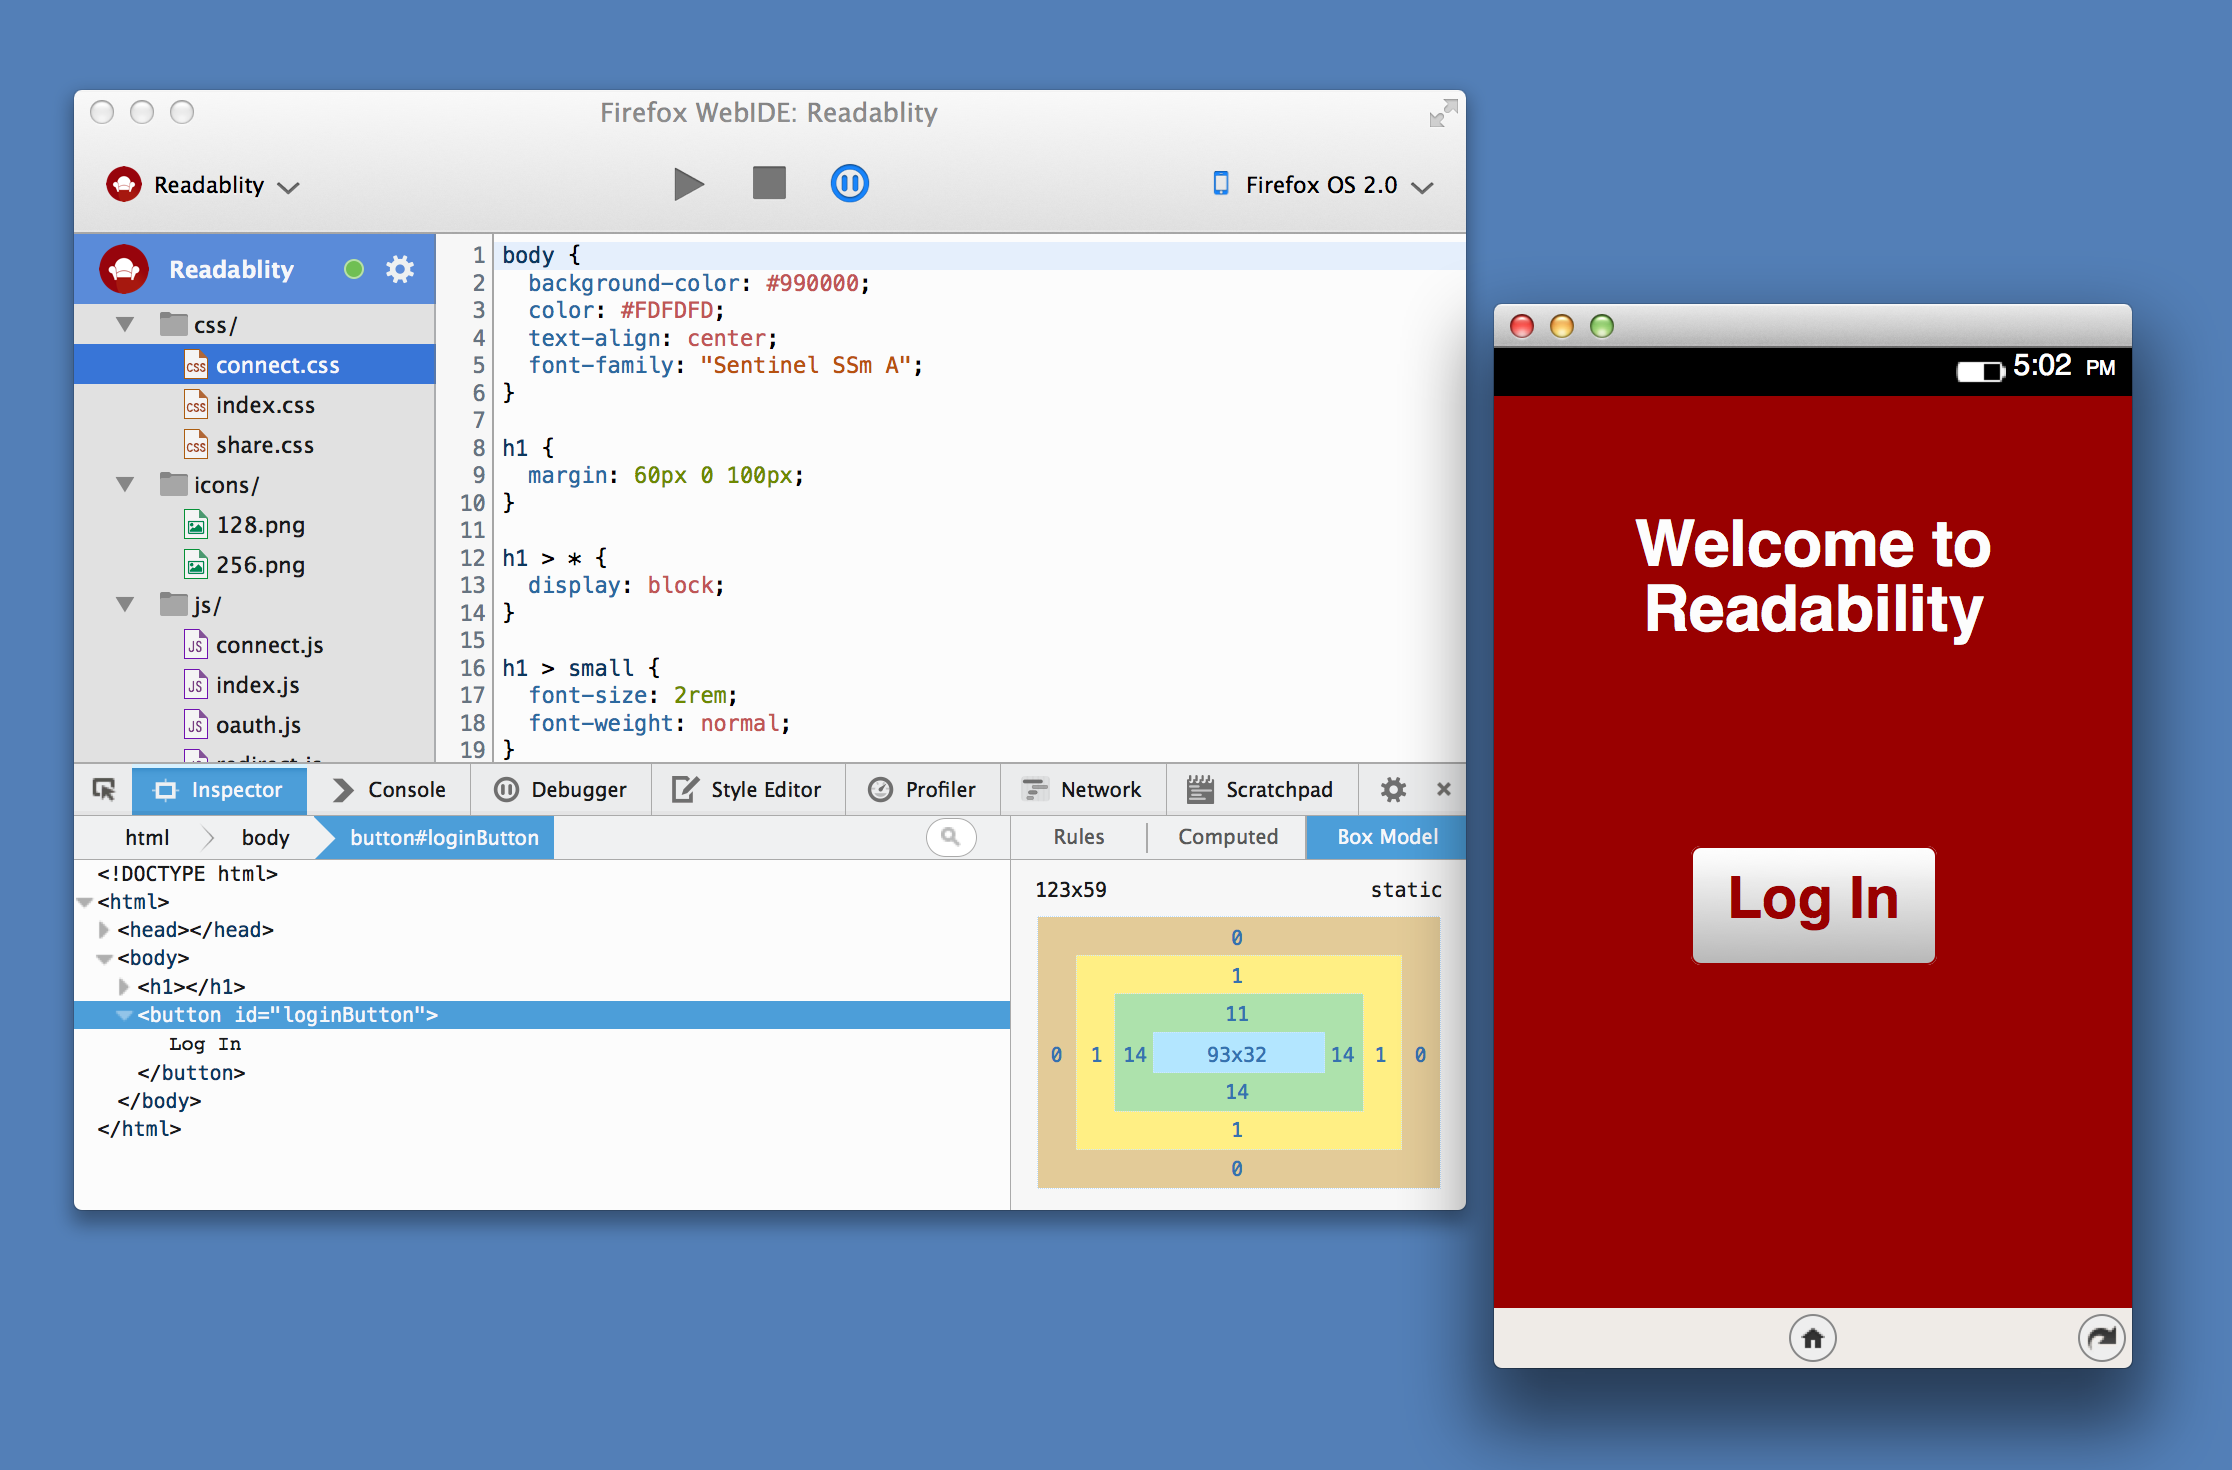 Firefox WebIDE: Readablity
Readablity
Firefox OS 2.0
Readablity
css/
connect.css
index.css
share.css
icons/
128.png
256.png
js/
connect.js
index.js
oauth.js
1 body {
2 background-color: #990000;
3 color: #FDFDFD;
4 text-align: center;
5 font-family: "Sentinel SSm A";
6 }
7
8 h1 {
9 margin: 60px 0 100px;
10 }
11
12 h1 > * {
13 display: block;
14 }
15
16 h1 > small {
17 font-size: 2rem;
18 font-weight: normal;
19 }
Inspector Console Debugger Style Editor Profiler Network Scratchpad
html body button#loginButton
<!DOCTYPE html>
<html>
<head></head>
<body>
<h1></h1>
<button id="loginButton">
Log In
</button>
</body>
</html>
Rules Computed Box Model
123x59 static
0
1
11
0 1 14 93x32 14 1 0
14
1
0
5:02 PM
Welcome to
Readability
Log In